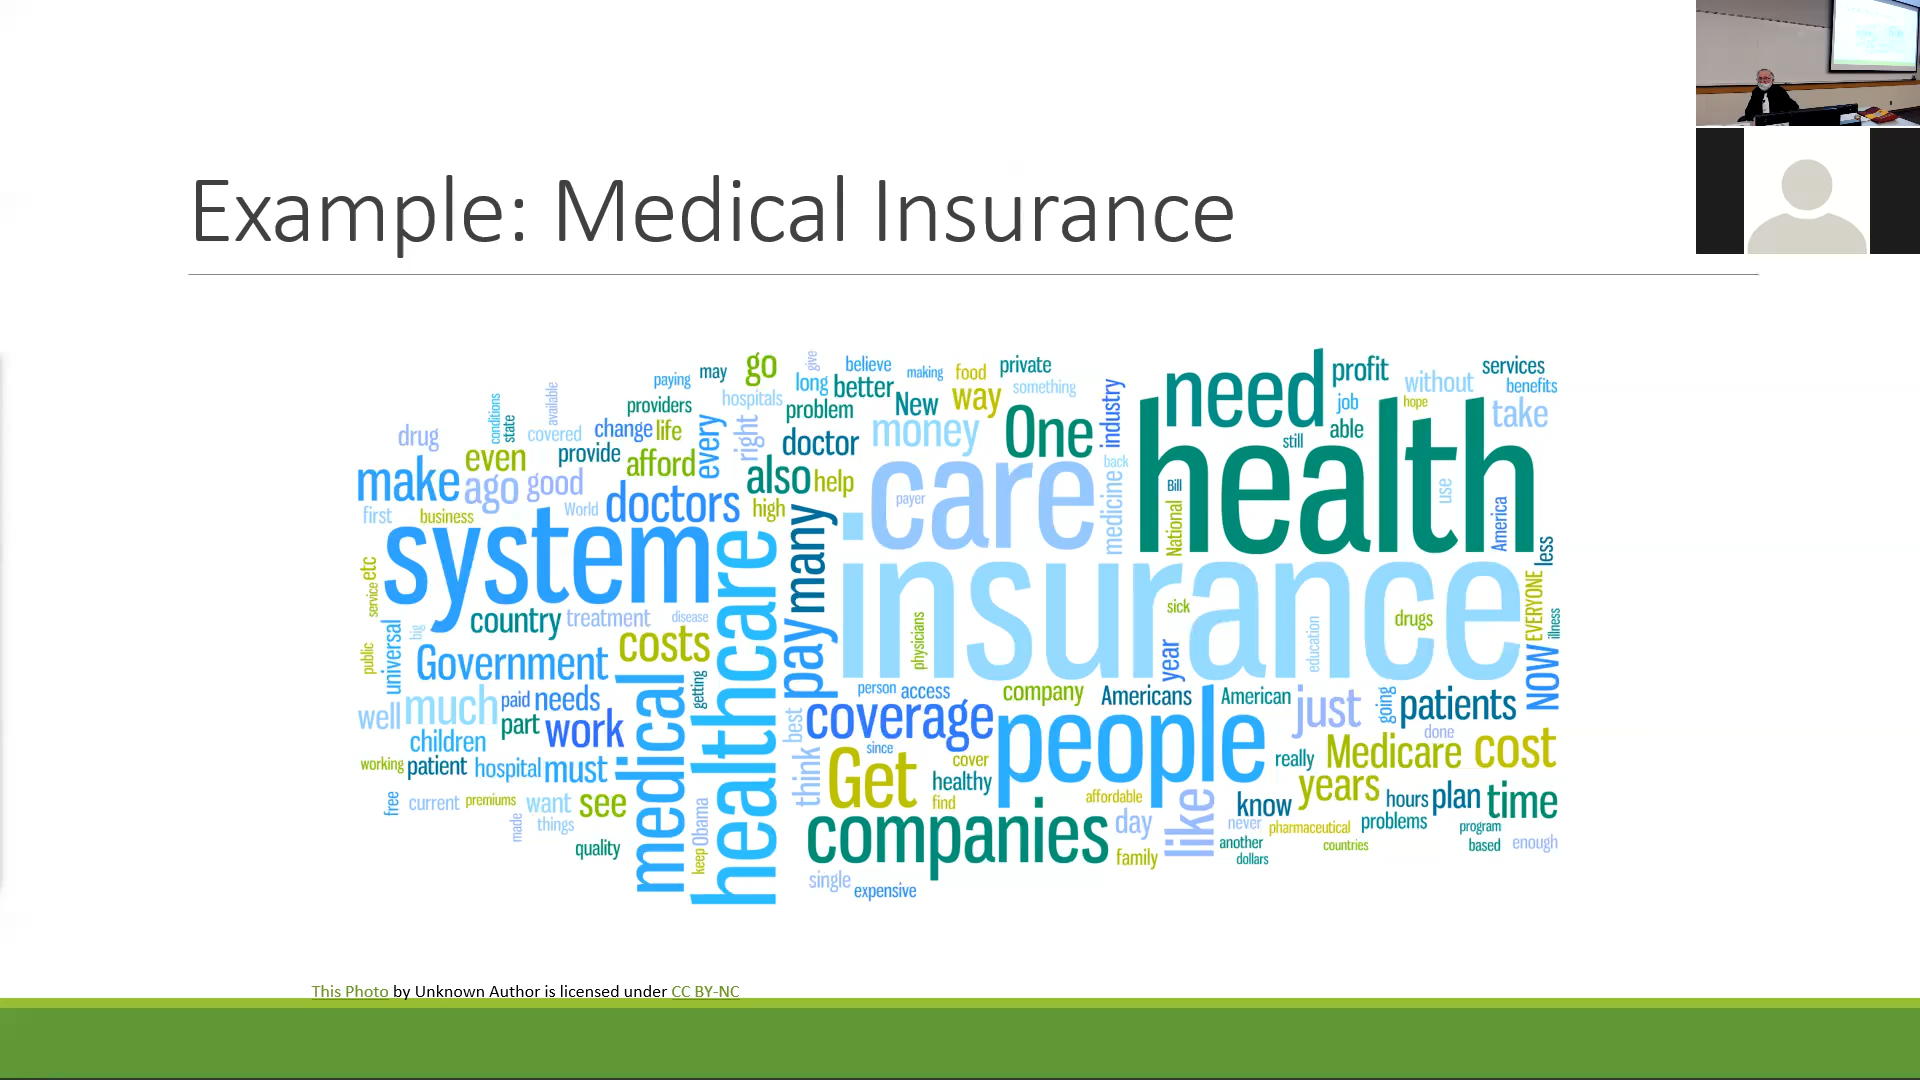 Example: Medical Insurance
paying may go give believe making food private
need profit services
hospitals long better something
without benefits
conditions available
providers problem New way industry job hope take
drug state covered change life every right doctor money One still able
even provide afford also help care back health
make ago good World doctors high payer medicine Bill National use America
first business
system healthcare many insurance less
service etc
country treatment disease pay physicians sick education drugs EVERYONE illness
public universal big Government costs year NOW
getting person access company Americans American just going patients
well much paid needs medical best coverage people done
children part work since really Medicare cost
working patient hospital must think Get cover healthy years
free current premiums want see find affordable like know hours plan time
made things Obama companies day never pharmaceutical problems program
quality keep family another countries based enough
single dollars
expensive
This Photo by Unknown Author is licensed under CC BY-NC